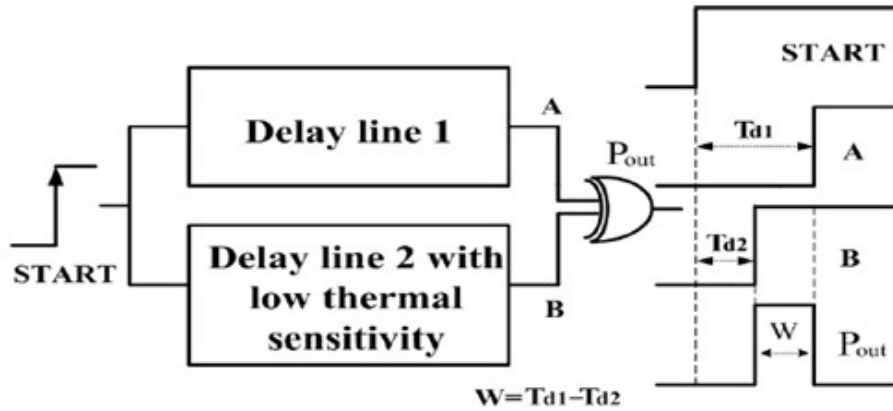 START
Delay line 1
Delay line 2 with
low thermal
sensitivity
A
B
Pout
START
Td1
A
Td2
B
W
Pout
W=Td1-Td2